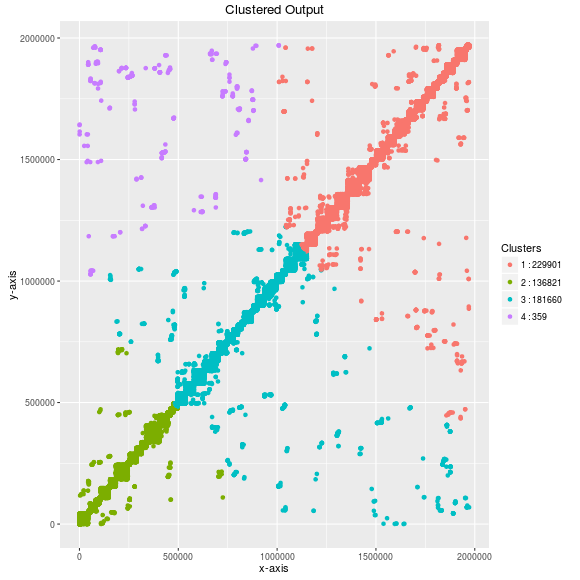 Clustered Output
2000000
1500000
1000000
500000
0
y-axis
0 500000 1000000 1500000 2000000
x-axis
Clusters
1 : 229901
2 : 136821
3 : 181660
4 : 359